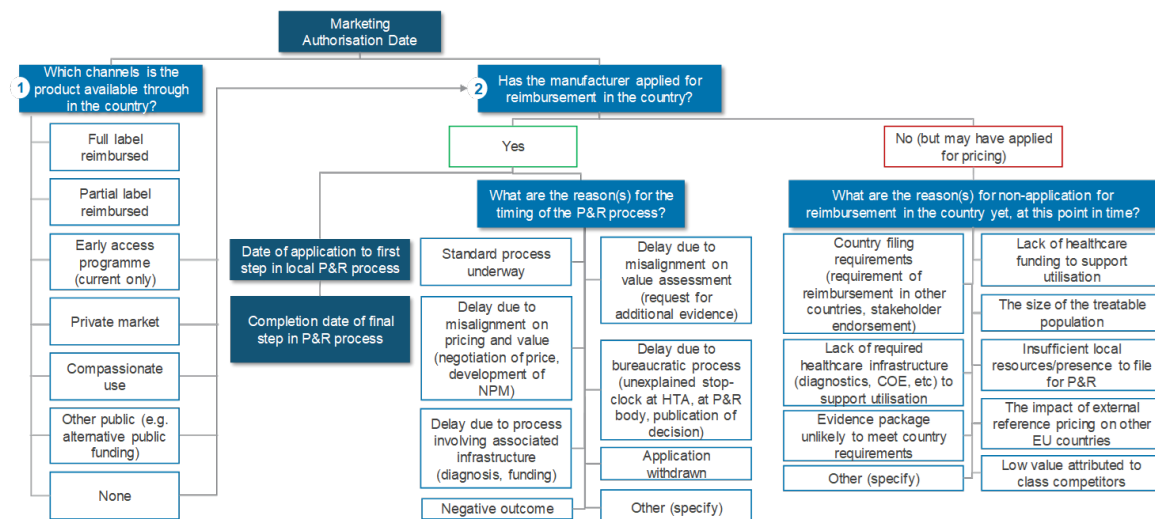 Marketing
Authorisation Date
1
Which channels is the
product available through
in the country?
2
Has the manufacturer applied for
reimbursement in the country?
Full label
reimbursed
Partial label
reimbursed
Early access
programme
(current only)
Private market
Compassionate
use
Other public (e.g.
alternative public
funding)
None
Yes
No (but may have applied
for pricing)
Date of application to first
step in local P&R process
Completion date of final
step in P&R process
What are the reason(s) for the
timing of the P&R process?
Standard process
underway
Delay due to
misalignment on
pricing and value
(negotiation of price,
development of
NPM)
Delay due to process
involving associated
infrastructure
(diagnosis, funding)
Negative outcome
Delay due to
misalignment on
value assessment
(request for
additional evidence)
Delay due to
bureaucratic process
(unexplained stop-
clock at HTA, at P&R
body, publication of
decision)
Application
withdrawn
Other (specify)
What are the reason(s) for non-application for
reimbursement in the country yet, at this point in time?
Country filing
requirements
(requirement of
reimbursement in other
countries, stakeholder
endorsement)
Lack of required
healthcare infrastructure
(diagnostics, COE, etc) to
support utilisation
Evidence package
unlikely to meet country
requirements
Other (specify)
Lack of healthcare
funding to support
utilisation
The size of the treatable
population
Insufficient local
resources/presence to file
for P&R
The impact of external
reference pricing on other
EU countries
Low value attributed to
class competitors